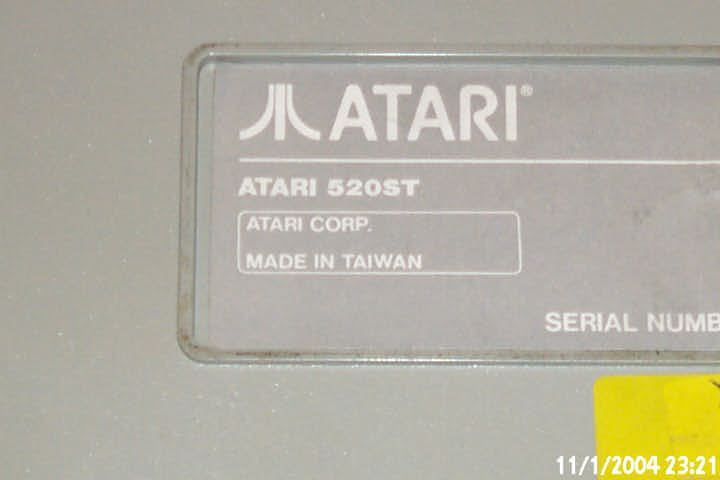 ATARI®
ATARI 520ST
ATARI CORP.
MADE IN TAIWAN
SERIAL NUMB
11/1/2004 23:21